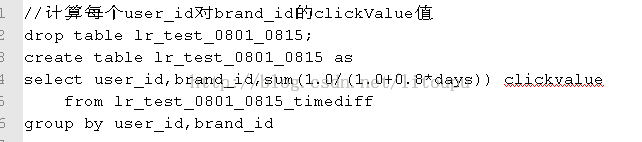 //计算每个user_id对brand_id的clickValue值
drop table lr_test_0801_0815;
create table lr_test_0801_0815 as
select user_id,brand_id,sum(1.0/(1.0+0.8*days)) clickvalue
from lr_test_0801_0815_timediff
group by user_id,brand_id